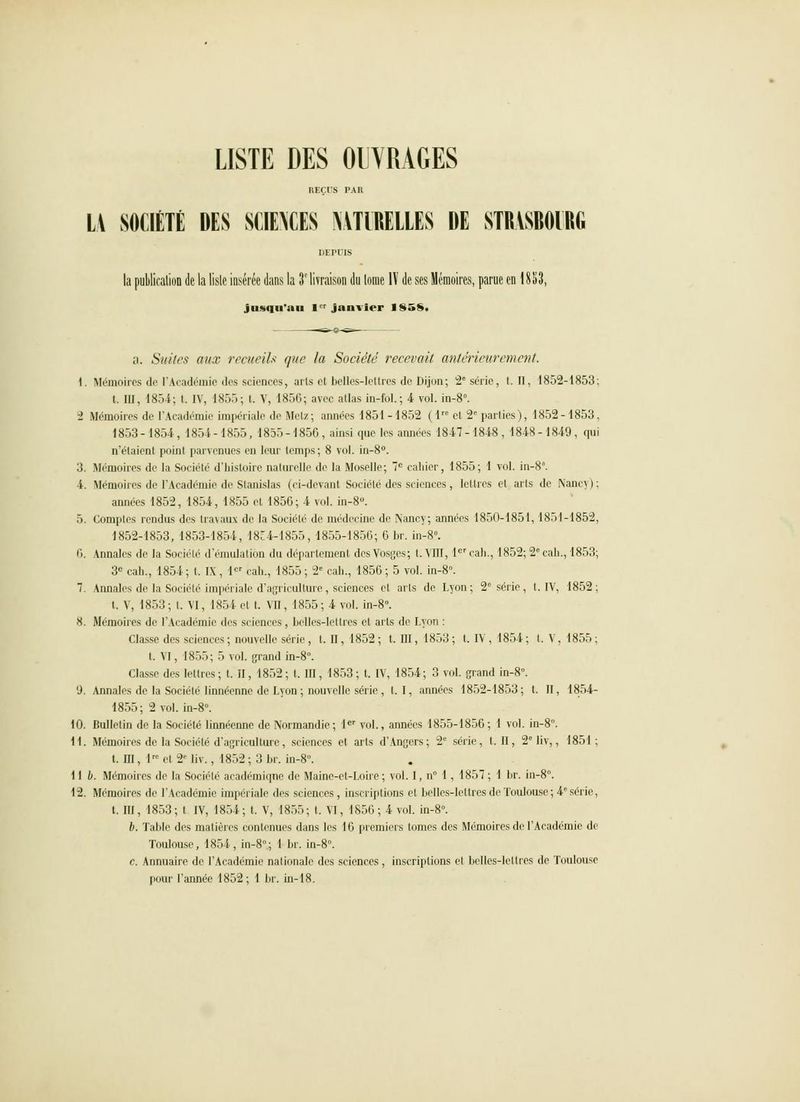 LISTE DES OUVRAGES
REÇUS PAR
LA SOCIÉTÉ DES SCIENCES NATURELLES DE STRASBOURG
DEPUIS
la publication de la liste insérée dans la 3e livraison du tome IV de ses Mémoires, parue en 1853,
jusqu'au 1er janvier 1858.
a. Suites aux recueils que la Société recevait antérieurement.
1. Mémoires de l'Académie des sciences, arts et belles-lettres de Dijon; 2e série, t. II, 1852-1853;
t. III, 1854; t. IV, 1855; t. V, 1856; avec atlas in-fol.; 4 vol. in-8°.
2 Mémoires de l'Académie impériale de Metz; années 1851-1852 (1re et 2e parties), 1852-1853,
1853-1854, 1854-1855, 1855-1856, ainsi que les années 1847-1848, 1848-1849, qui
n'étaient point parvenues en leur temps; 8 vol. in-8°.
3. Mémoires de la Société d'histoire naturelle de la Moselle; 7e cahier, 1855; 1 vol. in-8°.
4. Mémoires de l'Académie de Stanislas (ci-devant Société des sciences, lettres et arts de Nancy);
années 1852, 1854, 1855 et 1856; 4 vol. in-8°.
5. Comptes rendus des travaux de la Société de médecine de Nancy; années 1850-1851, 1851-1852,
1852-1853, 1853-1854, 1854-1855, 1855-1856; 6 br. in-8°.
6. Annales de la Société d'émulation du département des Vosges; t. VIII, 1er cah., 1852; 2e cah., 1853;
3e cah., 1854; t. IX, 1er cah., 1855; 2e cah., 1856; 5 vol. in-8°.
7. Annales de la Société impériale d'agriculture, sciences et arts de Lyon; 2e série, t. IV, 1852;
t. V, 1853; t. VI, 1854 et t. VII, 1855; 4 vol. in-8°.
8. Mémoires de l'Académie des sciences, belles-lettres et arts de Lyon :
Classe des sciences; nouvelle série, t. II, 1852; t. III, 1853; t. IV, 1854; t. V, 1855;
t. VI, 1855; 5 vol. grand in-8°.
Classe des lettres; t. II, 1852; t. III, 1853; t. IV, 1854; 3 vol. grand in-8°.
9. Annales de la Société linnéenne de Lyon; nouvelle série, t. I, années 1852-1853; t. II, 1854-
1855; 2 vol. in-8°.
10. Bulletin de la Société linnéenne de Normandie; 1er vol., années 1855-1856; 1 vol. in-8°.
11. Mémoires de la Société d'agriculture, sciences et arts d'Angers; 2e série, t. II, 2e liv,, 1851;
t. III, 1re et 2e liv., 1852; 3 br. in-8°.
11 b. Mémoires de la Société académique de Maine-et-Loire; vol. I, n° 1, 1857; 1 br. in-8°.
12. Mémoires de l'Académie impériale des sciences, inscriptions et belles-lettres de Toulouse; 4e série,
t. III, 1853; t IV, 1854; t. V, 1855; t. VI, 1856; 4 vol. in-8°.
b. Table des matières contenues dans les 16 premiers tomes des Mémoires de l'Académie de
Toulouse, 1854, in-8°; 1 br. in-8°.
c. Annuaire de l'Académie nationale des sciences, inscriptions et belles-lettres de Toulouse
pour l'année 1852; 1 br. in-18.